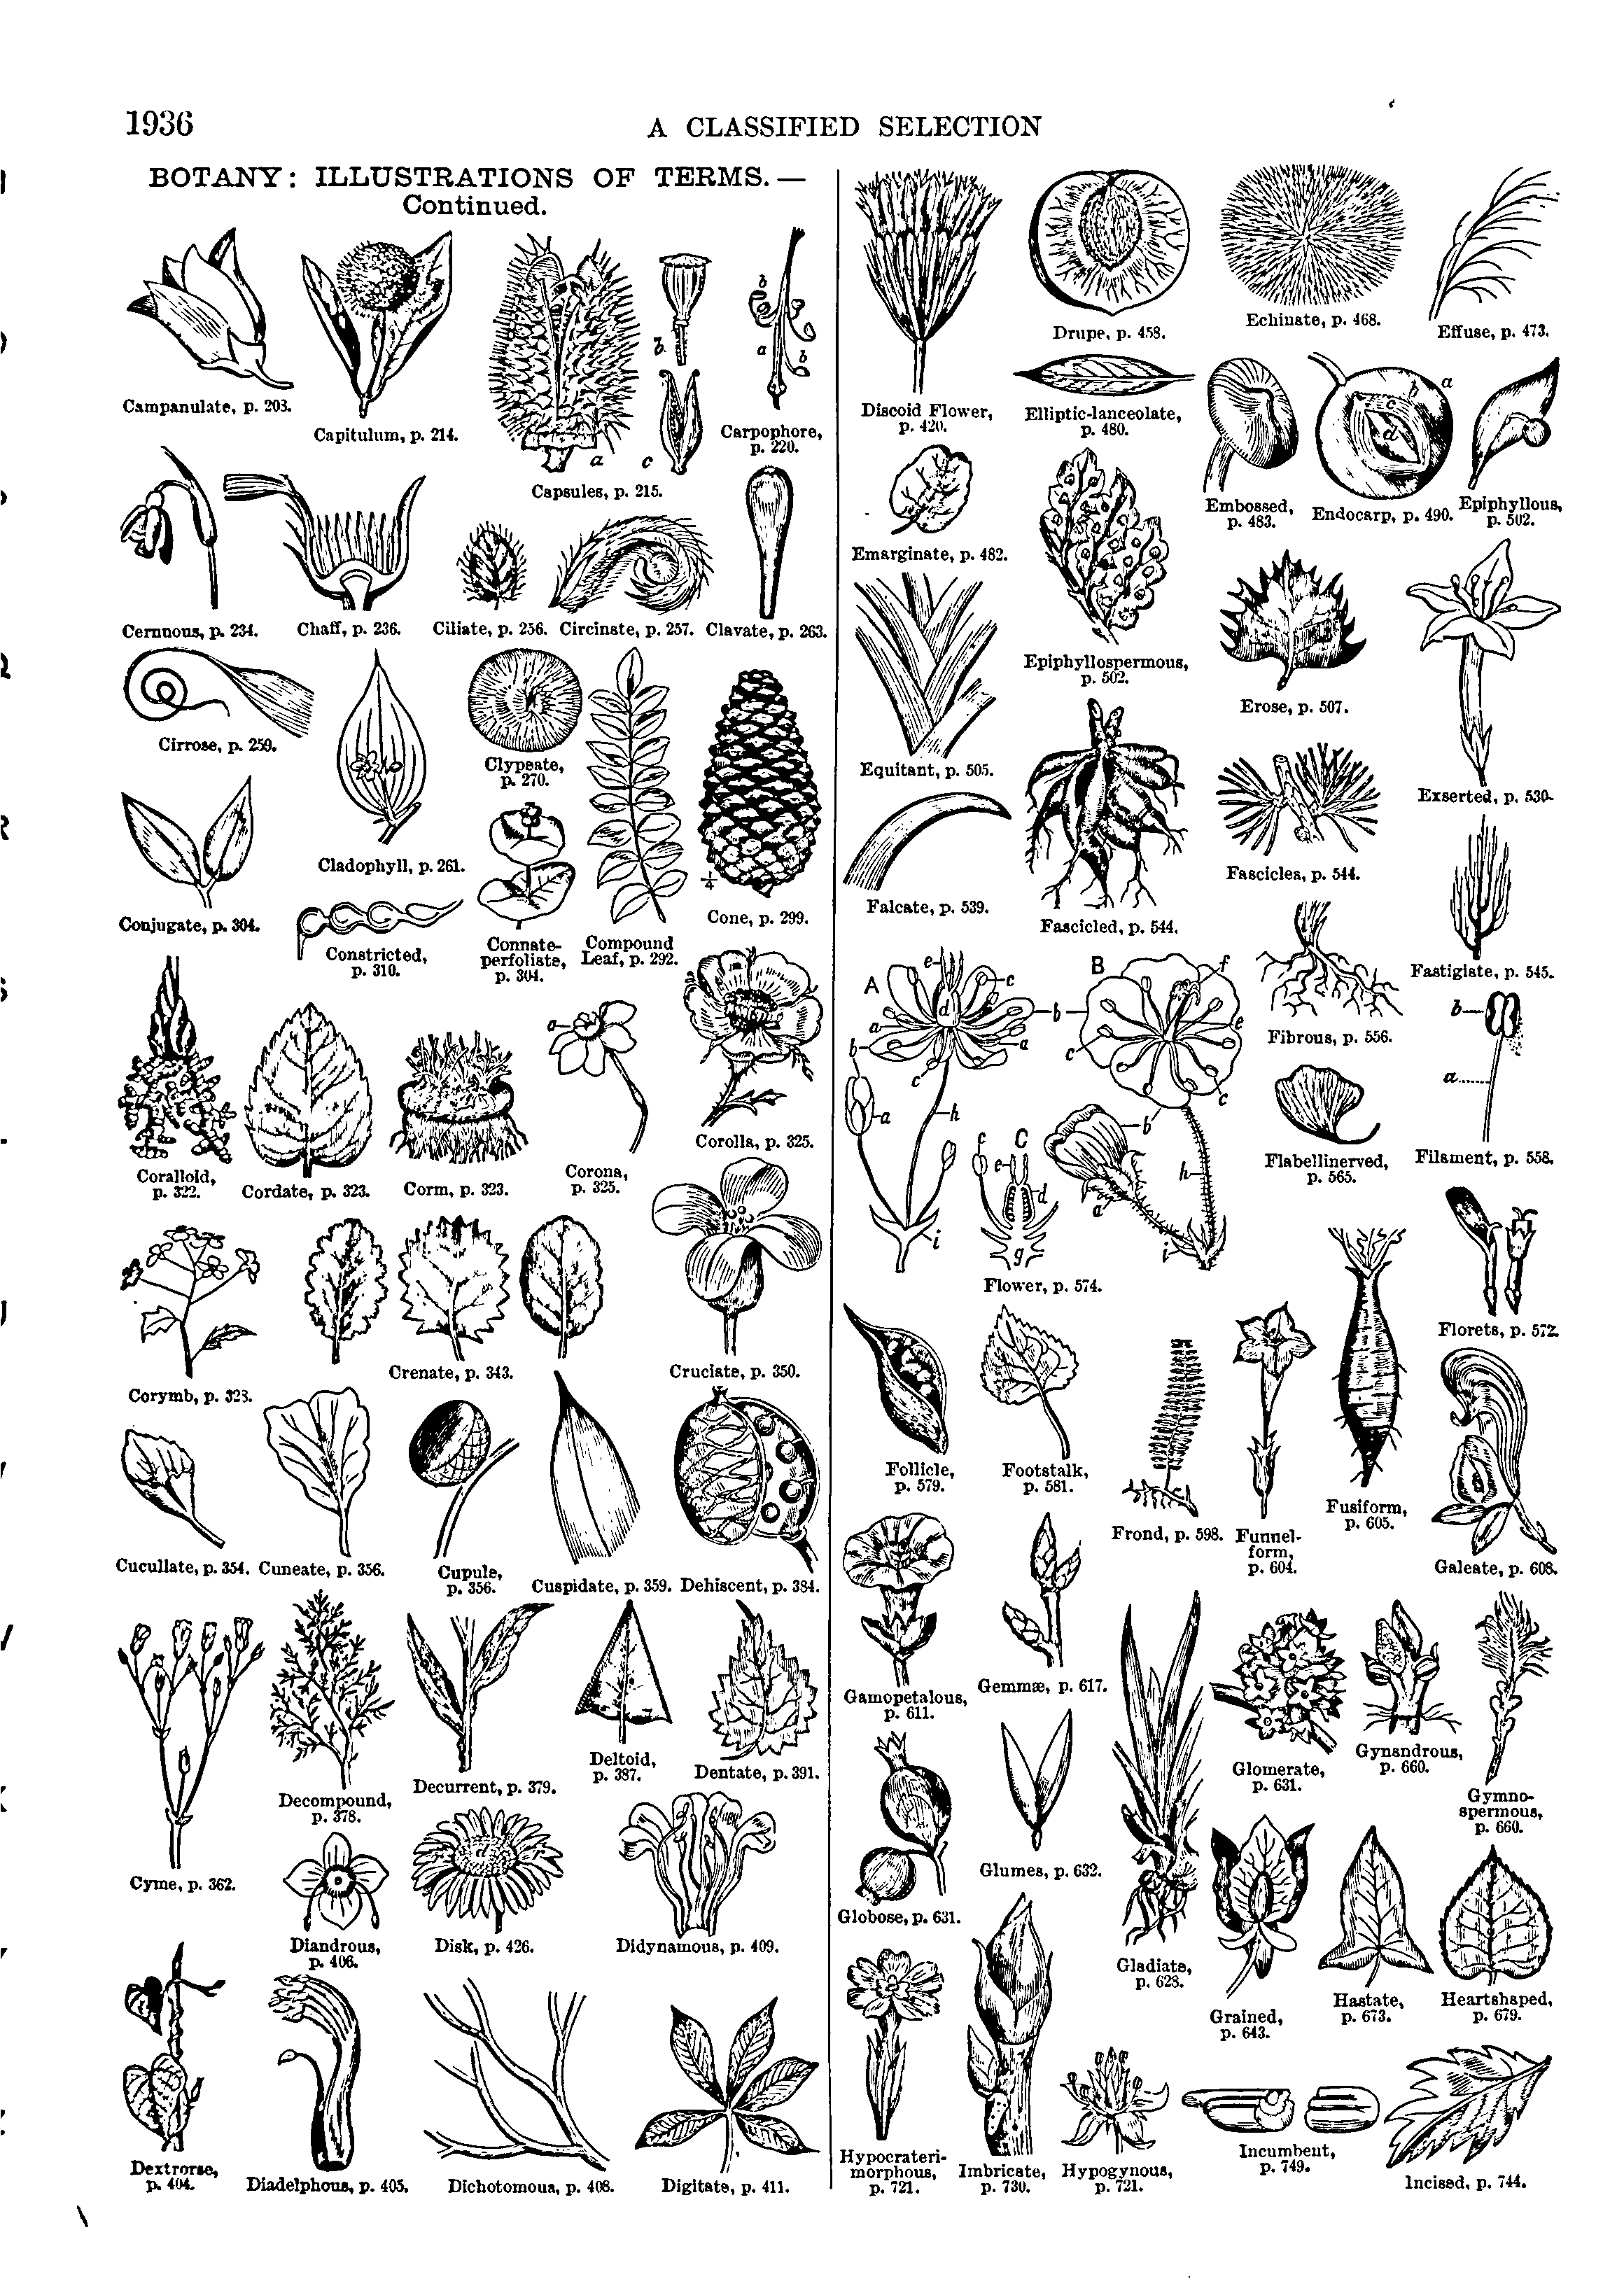 1936
A CLASSIFIED SELECTION
BOTANY: ILLUSTRATIONS OF TERMS.—
Continued.
Campanulate, p. 203.
Capitulum, p. 214.
a
b
c
Capsules, p. 215.
b
a
b
Carpophore,
p. 220.
Cernuous, p. 234.
Chaff, p. 236.
Ciliate, p. 256.
Circinate, p. 257.
Clavate, p. 263.
Cirrose, p. 259.
Cladophyll, p. 261.
Clypeate,
p. 270.
Conjugate, p. 304.
Constricted,
p. 310.
Connate-
perfoliate,
p. 304.
Compound
Leaf, p. 292.
1/4
Cone, p. 299.
Coralloid,
p. 322.
Cordate, p. 323.
Corm, p. 323.
a
Corona,
p. 325.
Corolla, p. 325.
Corymb, p. 323.
Crenate, p. 343.
Cruciate, p. 350.
Cucullate, p. 354.
Cuneate, p. 356.
Cupule,
p. 356.
Cuspidate, p. 359.
Dehiscent, p. 384.
Cyme, p. 362.
Decompound,
p. 378.
Decurrent, p. 379.
Deltoid,
p. 387.
Dentate, p. 391.
Diandrous,
p. 406.
Disk, p. 426.
Didynamous, p. 409.
Dextrorse,
p. 404.
Diadelphous, p. 405.
Dichotomous, p. 408.
Digitate, p. 411.
Discoid Flower,
p. 420.
Drupe, p. 458.
Echinate, p. 468.
Effuse, p. 473.
Elliptic-lanceolate,
p. 480.
Emarginate, p. 482.
Embossed,
p. 483.
a
b
c
d
Endocarp, p. 490.
Epiphyllous,
p. 502.
Epiphyllospermous,
p. 502.
Equitant, p. 505.
Erose, p. 507.
Exserted, p. 530.
Falcate, p. 539.
Fascicled, p. 544.
Fascicles, p. 544.
Fastigiate, p. 545.
Fibrous, p. 556.
b
a
Filament, p. 558.
Flabellinerved,
p. 565.
A
e
c
d
a
b
a
c
b
a
h
i
B
f
b
e
c
c
b
h
a
i
C
f
e
d
g
Flower, p. 574.
Florets, p. 572.
Follicle,
p. 579.
Footstalk,
p. 581.
Frond, p. 598.
Funnel-
form,
p. 604.
Fusiform,
p. 605.
Galeate, p. 608.
Gamopetalous,
p. 611.
Gemmæ, p. 617.
Gladiate,
p. 628.
Glomerate,
p. 631.
Gynandrous,
p. 660.
Gymno-
spermous,
p. 660.
Globose, p. 631.
Glumes, p. 632.
Grained,
p. 643.
Hastate,
p. 673.
Heartshaped,
p. 679.
Hypocrateri-
morphous,
p. 721.
Imbricate,
p. 730.
Hypogynous,
p. 721.
Incumbent,
p. 749.
Incised, p. 744.